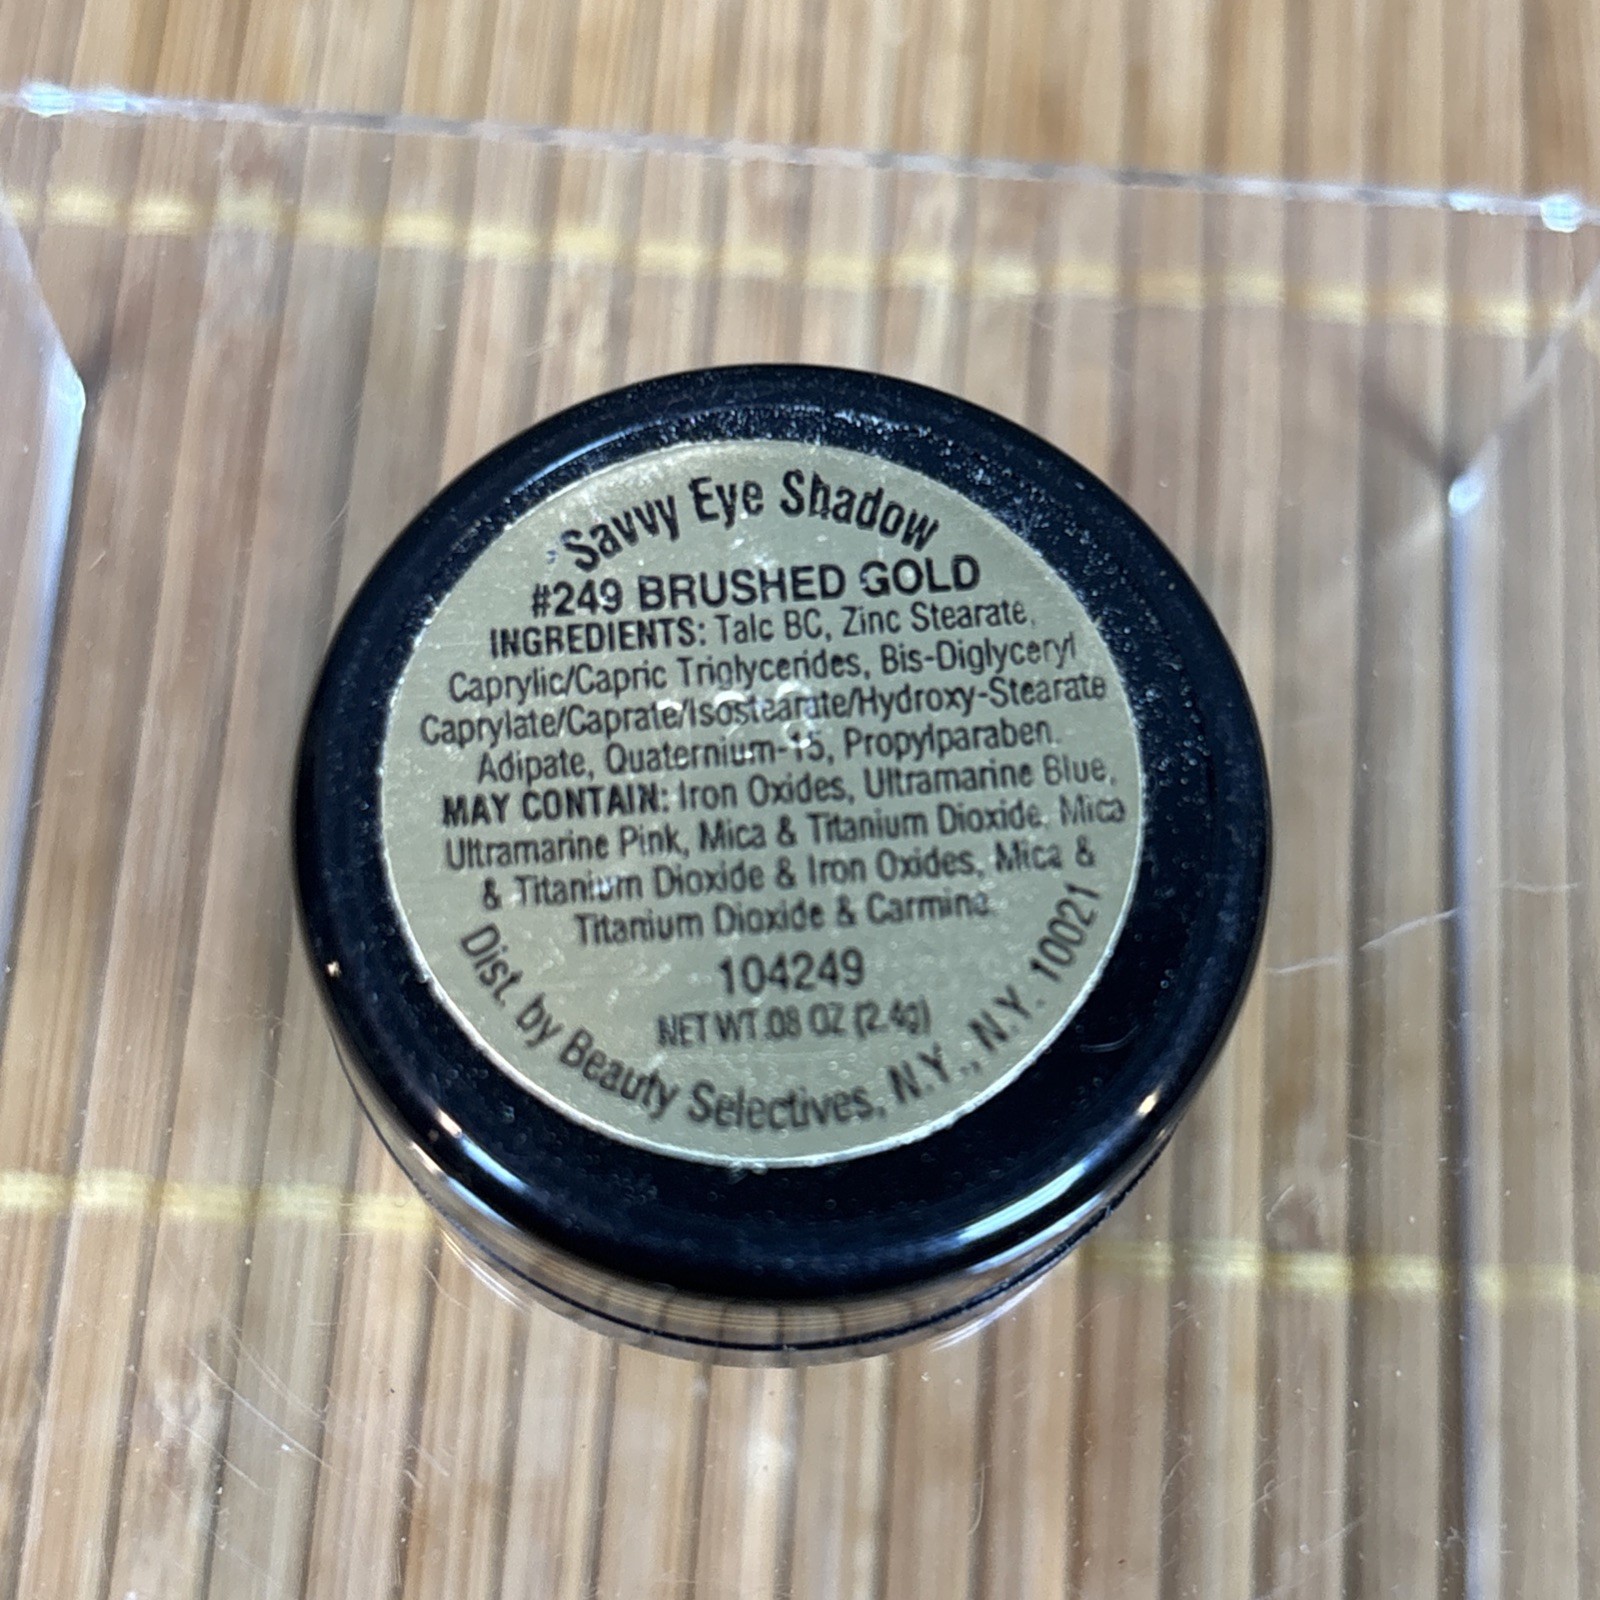 Savvy Eye Shadow
#249 BRUSHED GOLD
INGREDIENTS: Talc BC, Zinc Stearate,
Caprylic/Capric Triglycerides, Bis-Diglyceryl
Caprylate/Caprate/Isostearate/Hydroxy-Stearate
Adipate, Quaternium-15, Propylparaben.
MAY CONTAIN: Iron Oxides, Ultramarine Blue,
Ultramarine Pink, Mica & Titanium Dioxide, Mica
& Titanium Dioxide & Iron Oxides, Mica &
Titanium Dioxide & Carmine.
104249
NET WT .08 OZ (2.4g)
Dist. by Beauty Selectives, N.Y., N.Y. 10021